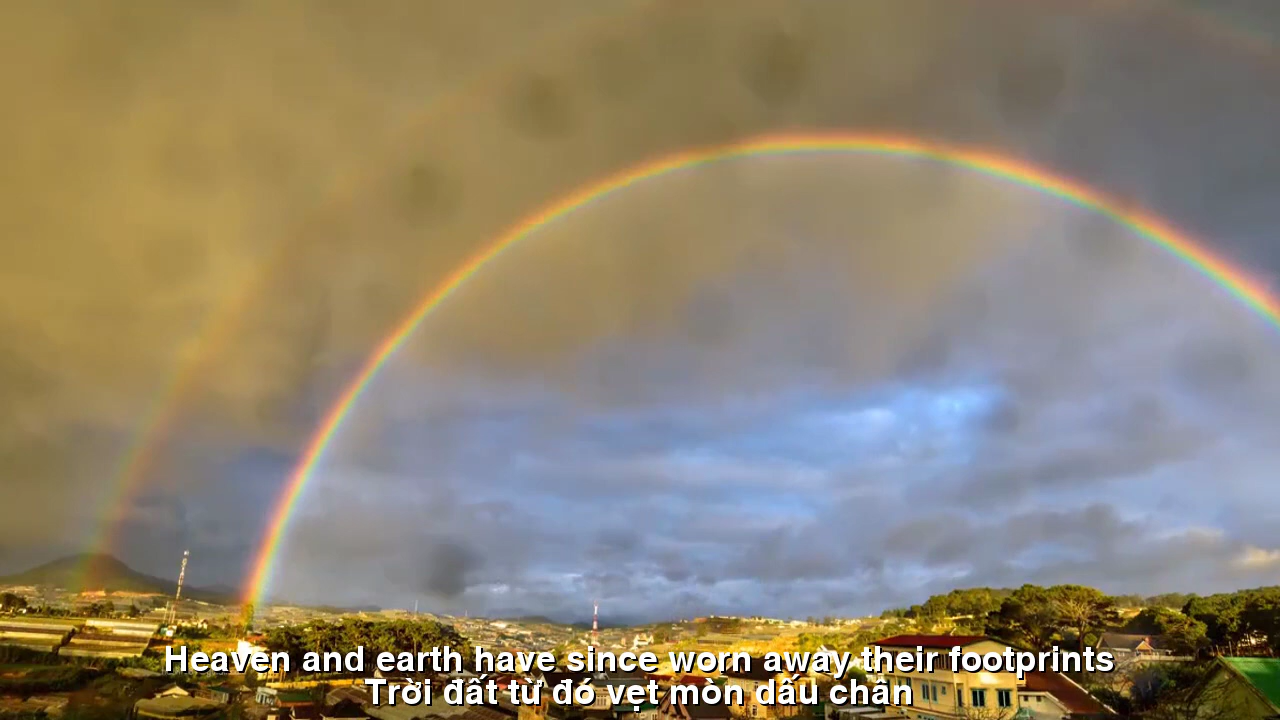 Heaven and earth have since worn away their footprints
Trời đất từ đó vẹt mòn dấu chân